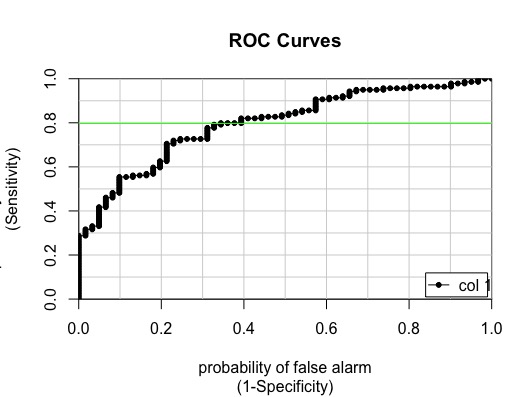 ROC Curves
1.0
0.8
0.6
0.4
0.2
0.0
(Sensitivity)
col 1
0.0 0.2 0.4 0.6 0.8 1.0
probability of false alarm
(1-Specificity)